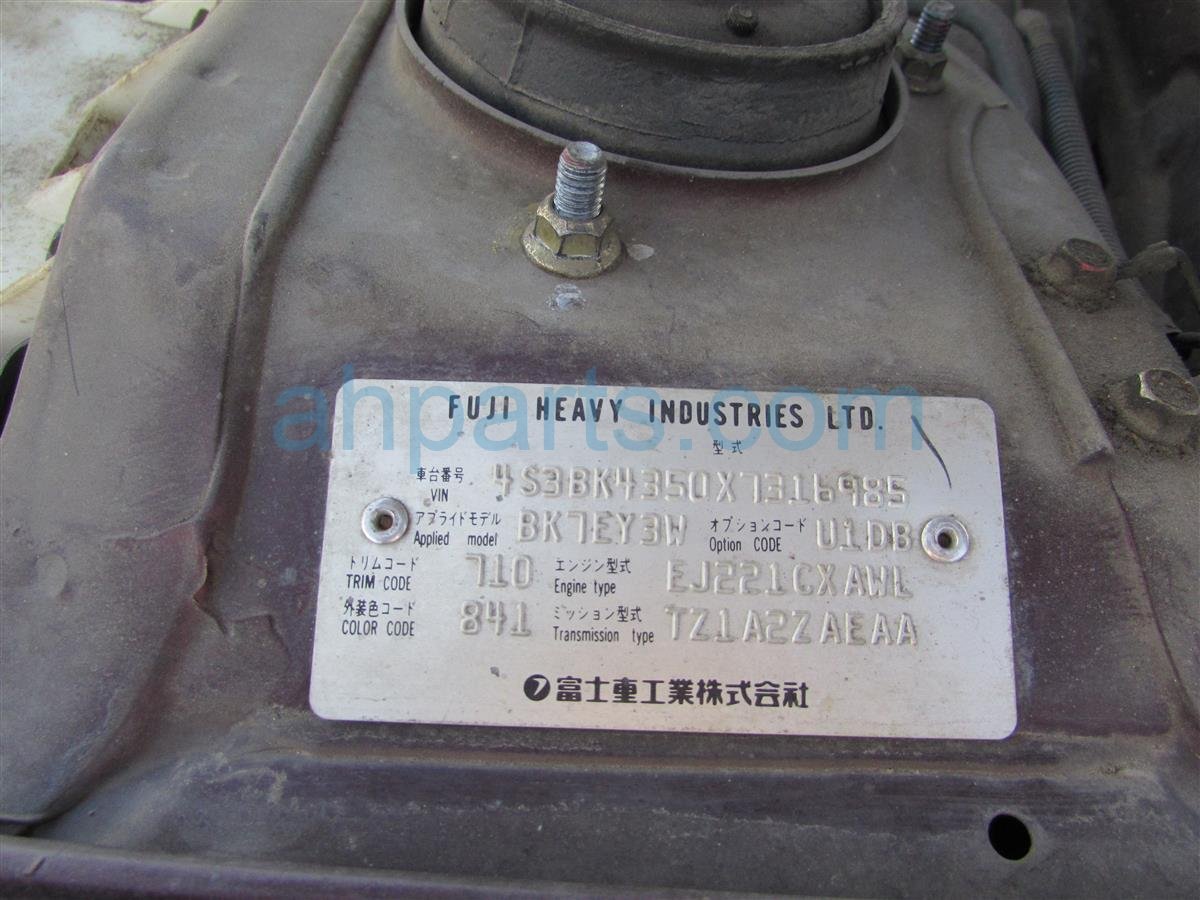 FUJI HEAVY INDUSTRIES LTD.
型式
車台番号
VIN 4S3BK4350X7316985
アプライドモデル
Applied model BK7EY3W オプションコード
Option CODE U1DB
トリムコード
TRIM CODE 710 エンジン型式
Engine type EJ221CXAWL
外装色コード
COLOR CODE 841 ミッション型式
Transmission type TZ1A2ZAEAA
富士重工業株式会社
ahparts.com